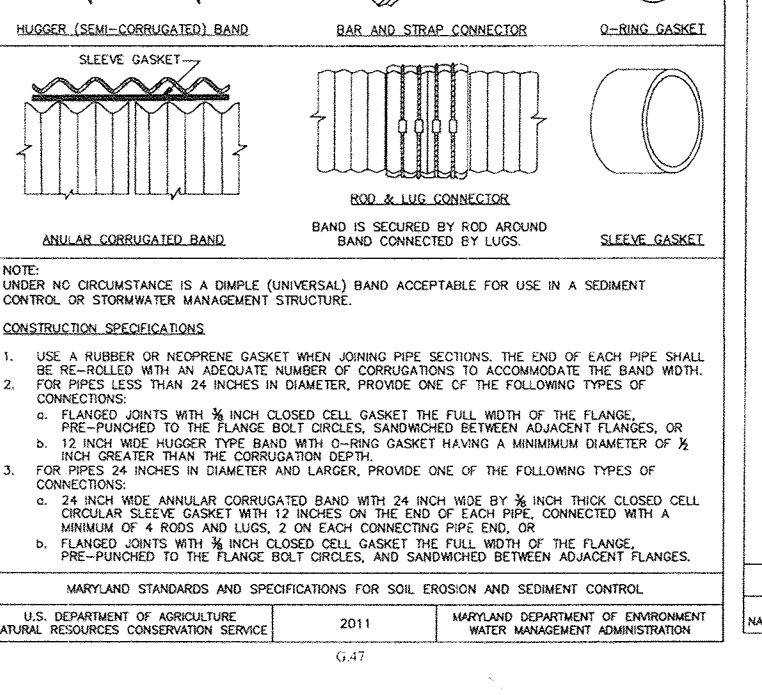 HUGGER (SEMI-CORRUGATED) BAND
BAR AND STRAP CONNECTOR
O-RING GASKET
SLEEVE GASKET
ROD & LUG CONNECTOR
BAND IS SECURED BY ROD AROUND
BAND CONNECTED BY LUGS.
ANULAR CORRUGATED BAND
SLEEVE GASKET
NOTE:
UNDER NO CIRCUMSTANCE IS A DIMPLE (UNIVERSAL) BAND ACCEPTABLE FOR USE IN A SEDIMENT
CONTROL OR STORMWATER MANAGEMENT STRUCTURE.
CONSTRUCTION SPECIFICATIONS
1. USE A RUBBER OR NEOPRENE GASKET WHEN JOINING PIPE SECTIONS. THE END OF EACH PIPE SHALL
BE RE-ROLLED WITH AN ADEQUATE NUMBER OF CORRUGATIONS TO ACCOMMODATE THE BAND WIDTH.
2. FOR PIPES LESS THAN 24 INCHES IN DIAMETER, PROVIDE ONE OF THE FOLLOWING TYPES OF
CONNECTIONS:
a. FLANGED JOINTS WITH ⅜ INCH CLOSED CELL GASKET THE FULL WIDTH OF THE FLANGE,
PRE-PUNCHED TO THE FLANGE BOLT CIRCLES, SANDWICHED BETWEEN ADJACENT FLANGES, OR
b. 12 INCH WIDE HUGGER TYPE BAND WITH O-RING GASKET HAVING A MINIMIMUM DIAMETER OF ½
INCH GREATER THAN THE CORRUGATION DEPTH.
3. FOR PIPES 24 INCHES IN DIAMETER AND LARGER, PROVIDE ONE OF THE FOLLOWING TYPES OF
CONNECTIONS:
a. 24 INCH WIDE ANNULAR CORRUGATED BAND WITH 24 INCH WIDE BY ⅜ INCH THICK CLOSED CELL
CIRCULAR SLEEVE GASKET WITH 12 INCHES ON THE END OF EACH PIPE, CONNECTED WITH A
MINIMUM OF 4 RODS AND LUGS, 2 ON EACH CONNECTING PIPE END, OR
b. FLANGED JOINTS WITH ⅜ INCH CLOSED CELL GASKET THE FULL WIDTH OF THE FLANGE,
PRE-PUNCHED TO THE FLANGE BOLT CIRCLES, AND SANDWICHED BETWEEN ADJACENT FLANGES.
MARYLAND STANDARDS AND SPECIFICATIONS FOR SOIL EROSION AND SEDIMENT CONTROL
U.S. DEPARTMENT OF AGRICULTURE
ATURAL RESOURCES CONSERVATION SERVICE
2011
MARYLAND DEPARTMENT OF ENVIRONMENT
WATER MANAGEMENT ADMINISTRATION
NA
G.47